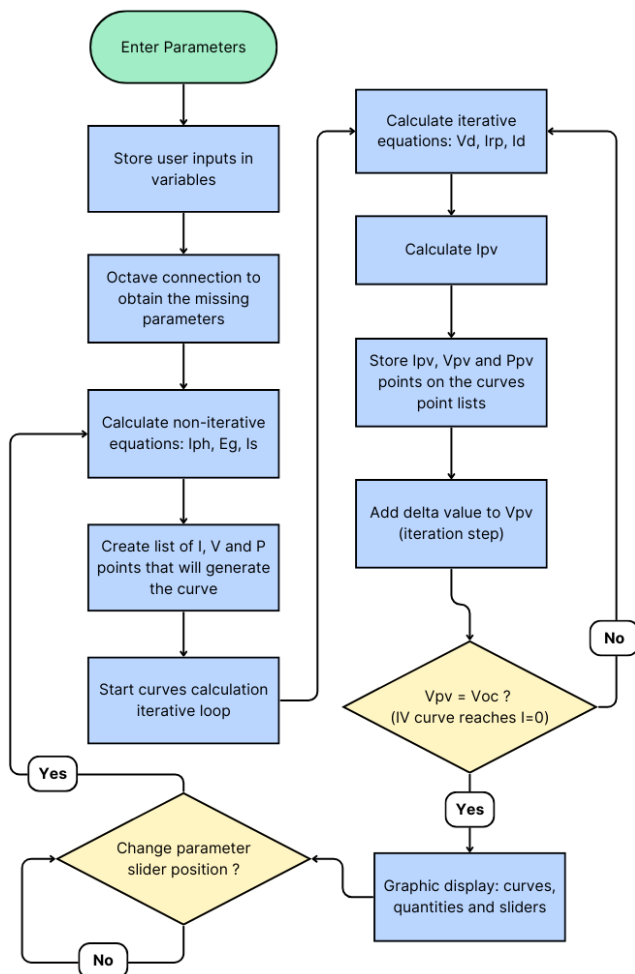 Enter Parameters
Store user inputs in
variables
Octave connection to
obtain the missing
parameters
Calculate non-iterative
equations: Iph, Eg, Is
Create list of I, V and P
points that will generate
the curve
Start curves calculation
iterative loop
Calculate iterative
equations: Vd, Irp, Id
Calculate Ipv
Store Ipv, Vpv and Ppv
points on the curves
point lists
Add delta value to Vpv
(iteration step)
Vpv = Voc ?
(IV curve reaches I=0)
No
Yes
Graphic display: curves,
quantities and sliders
Change parameter
slider position ?
Yes
No